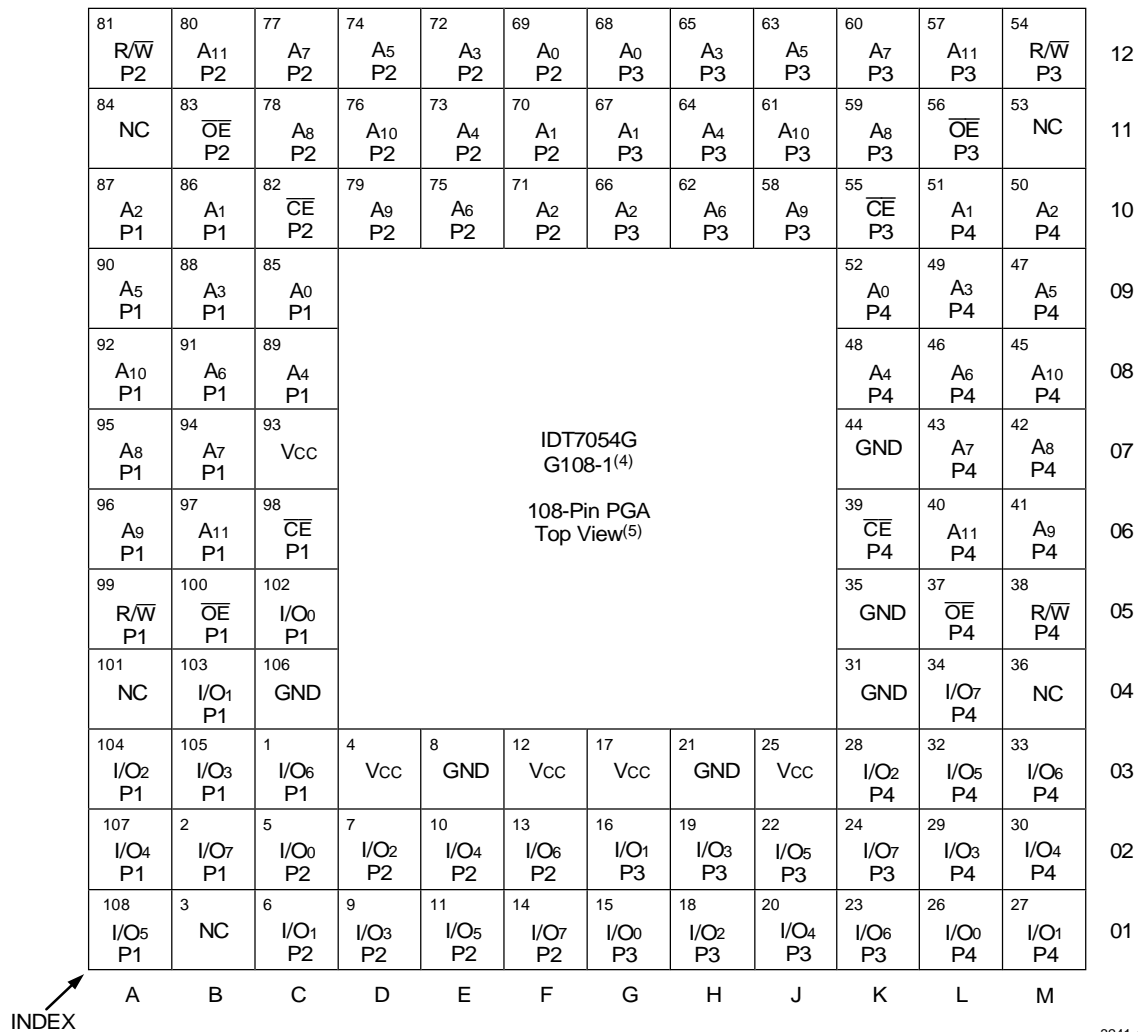 81 80 77 74 72 69 68 65 63 60 57 54
R/W̅ A11 A7 A5 A3 A0 A0 A3 A5 A7 A11 R/W̅ 12
P2 P2 P2 P2 P2 P2 P3 P3 P3 P3 P3 P3
84 83 78 76 73 70 67 64 61 59 56 53
NC O̅E̅ A8 A10 A4 A1 A1 A4 A10 A8 O̅E̅ NC 11
P2 P2 P2 P2 P2 P3 P3 P3 P3 P3
87 86 82 79 75 71 66 62 58 55 51 50
A2 A1 C̅E̅ A9 A6 A2 A2 A6 A9 C̅E̅ A1 A2 10
P1 P1 P2 P2 P2 P2 P3 P3 P3 P3 P4 P4
90 88 85 52 49 47
A5 A3 A0 A0 A3 A5 09
P1 P1 P1 P4 P4 P4
92 91 89 48 46 45
A10 A6 A4 A4 A6 A10 08
P1 P1 P1 P4 P4 P4
95 94 93 44 43 42
A8 A7 VCC IDT7054G GND A7 A8 07
P1 P1 G108-1(4) P4 P4
96 97 98 108-Pin PGA 39 40 41
A9 A11 C̅E̅ Top View(5) C̅E̅ A11 A9 06
P1 P1 P1 P4 P4 P4
99 100 102 35 37 38
R/W̅ O̅E̅ I/O0 GND O̅E̅ R/W̅ 05
P1 P1 P1 P4 P4
101 103 106 31 34 36
NC I/O1 GND GND I/O7 NC 04
P1 P4
104 105 1 4 8 12 17 21 25 28 32 33
I/O2 I/O3 I/O6 VCC GND VCC VCC GND VCC I/O2 I/O5 I/O6 03
P1 P1 P1 P4 P4 P4
107 2 5 7 10 13 16 19 22 24 29 30
I/O4 I/O7 I/O0 I/O2 I/O4 I/O6 I/O1 I/O3 I/O5 I/O7 I/O3 I/O4 02
P1 P1 P2 P2 P2 P2 P3 P3 P3 P3 P4 P4
108 3 6 9 11 14 15 18 20 23 26 27
I/O5 NC I/O1 I/O3 I/O5 I/O7 I/O0 I/O2 I/O4 I/O6 I/O0 I/O1 01
P1 P2 P2 P2 P2 P3 P3 P3 P3 P4 P4
A B C D E F G H J K L M
INDEX